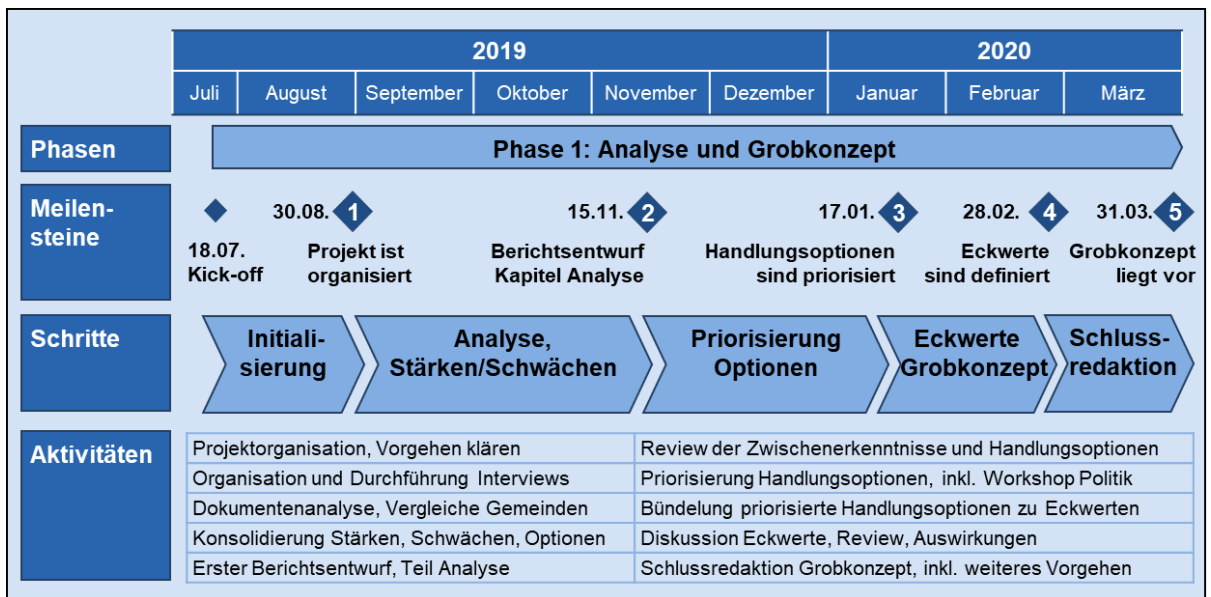 2019 2020
Juli August September Oktober November Dezember Januar Februar März
Phasen
Phase 1: Analyse und Grobkonzept
Meilen-
steine
18.07.
Kick-off
30.08. 1
Projekt ist
organisiert
15.11. 2
Berichtsentwurf
Kapitel Analyse
17.01. 3
Handlungsoptionen
sind priorisiert
28.02. 4
Eckwerte
sind definiert
31.03. 5
Grobkonzept
liegt vor
Schritte
Initiali-
sierung
Analyse,
Stärken/Schwächen
Priorisierung
Optionen
Eckwerte
Grobkonzept
Schluss-
redaktion
Aktivitäten
Projektorganisation, Vorgehen klären
Organisation und Durchführung Interviews
Dokumentenanalyse, Vergleiche Gemeinden
Konsolidierung Stärken, Schwächen, Optionen
Erster Berichtsentwurf, Teil Analyse
Review der Zwischenerkenntnisse und Handlungsoptionen
Priorisierung Handlungsoptionen, inkl. Workshop Politik
Bündelung priorisierte Handlungsoptionen zu Eckwerten
Diskussion Eckwerte, Review, Auswirkungen
Schlussredaktion Grobkonzept, inkl. weiteres Vorgehen